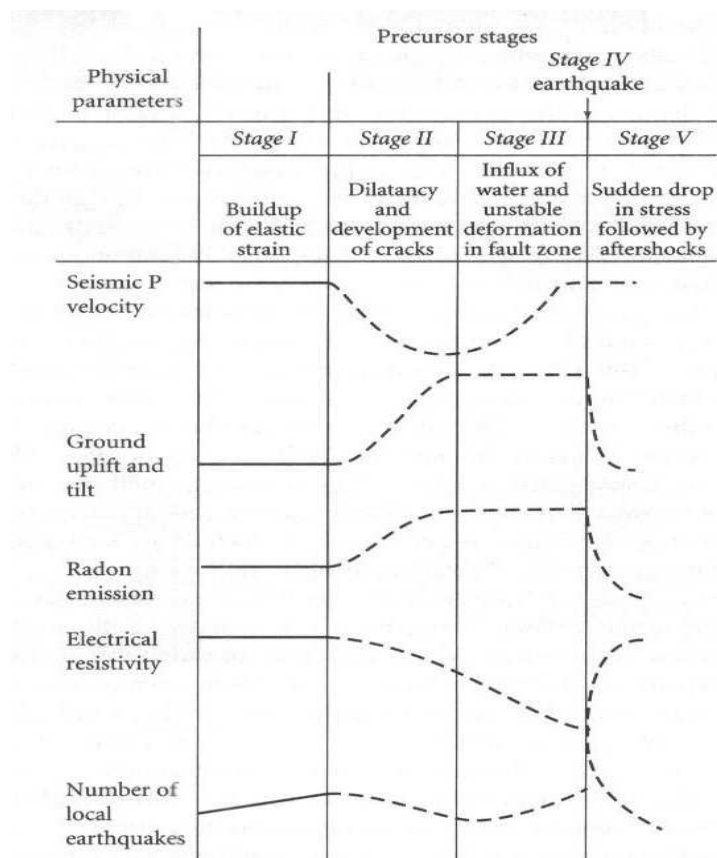 Precursor stages
Stage IV
earthquake
Physical
parameters
Stage I
Stage II
Stage III
Stage V
Buildup
of elastic
strain
Dilatancy
and
development
of cracks
Influx of
water and
unstable
deformation
in fault zone
Sudden drop
in stress
followed by
aftershocks
Seismic P
velocity
Ground
uplift and
tilt
Radon
emission
Electrical
resistivity
Number of
local
earthquakes